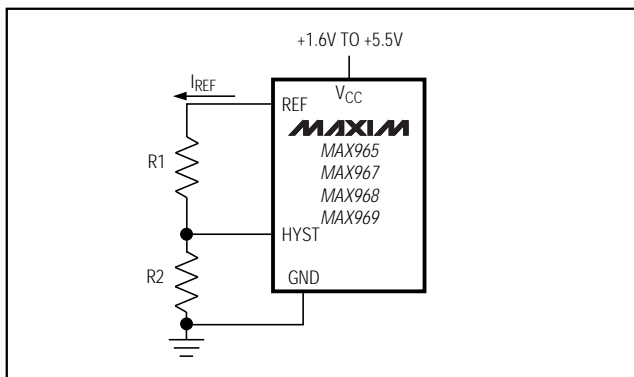 +1.6V TO +5.5V
IREF
VCC
REF
MAXIM
R1
MAX965
MAX967
MAX968
MAX969
HYST
R2
GND